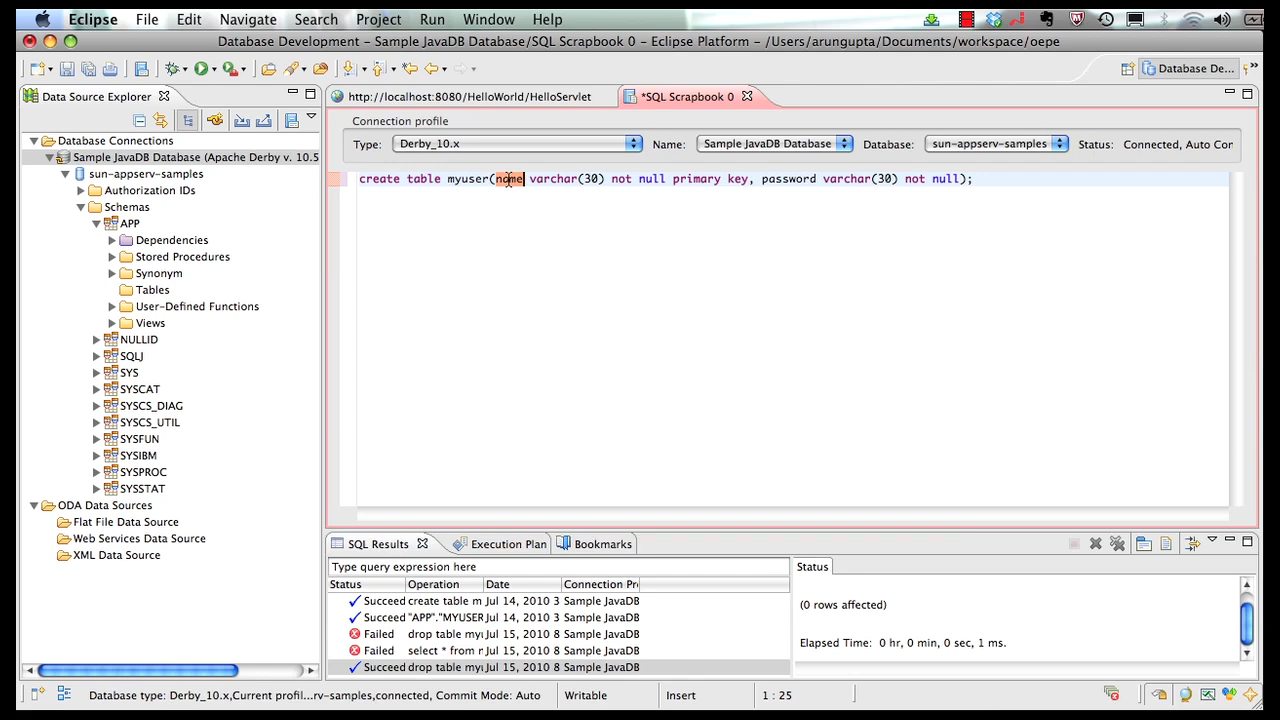 Eclipse File Edit Navigate Search Project Run Window Help
Database Development - Sample JavaDB Database/SQL Scrapbook 0 - Eclipse Platform - /Users/arungupta/Documents/workspace/oepe
Database De...
Data Source Explorer
http://localhost:8080/HelloWorld/HelloServlet
*SQL Scrapbook 0
Connection profile
Type: Derby_10.x Name: Sample JavaDB Database Database: sun-appserv-samples Status: Connected, Auto Con
create table myuser(name varchar(30) not null primary key, password varchar(30) not null);
Database Connections
Sample JavaDB Database (Apache Derby v. 10.5
sun-appserv-samples
Authorization IDs
Schemas
APP
Dependencies
Stored Procedures
Synonym
Tables
User-Defined Functions
Views
NULLID
SQLJ
SYS
SYSCAT
SYSCS_DIAG
SYSCS_UTIL
SYSFUN
SYSIBM
SYSPROC
SYSSTAT
ODA Data Sources
Flat File Data Source
Web Services Data Source
XML Data Source
SQL Results Execution Plan Bookmarks
Type query expression here
Status Operation Date Connection Pr
Succeed create table m Jul 14, 2010 3 Sample JavaDB
Succeed "APP"."MYUSER Jul 14, 2010 3 Sample JavaDB
Failed drop table my Jul 15, 2010 8 Sample JavaDB
Failed select * from r Jul 15, 2010 8 Sample JavaDB
Succeed drop table my Jul 15, 2010 8 Sample JavaDB
Status
(0 rows affected)
Elapsed Time: 0 hr, 0 min, 0 sec, 1 ms.
Database type: Derby_10.x,Current profil...rv-samples,connected, Commit Mode: Auto
Writable
Insert
1 : 25